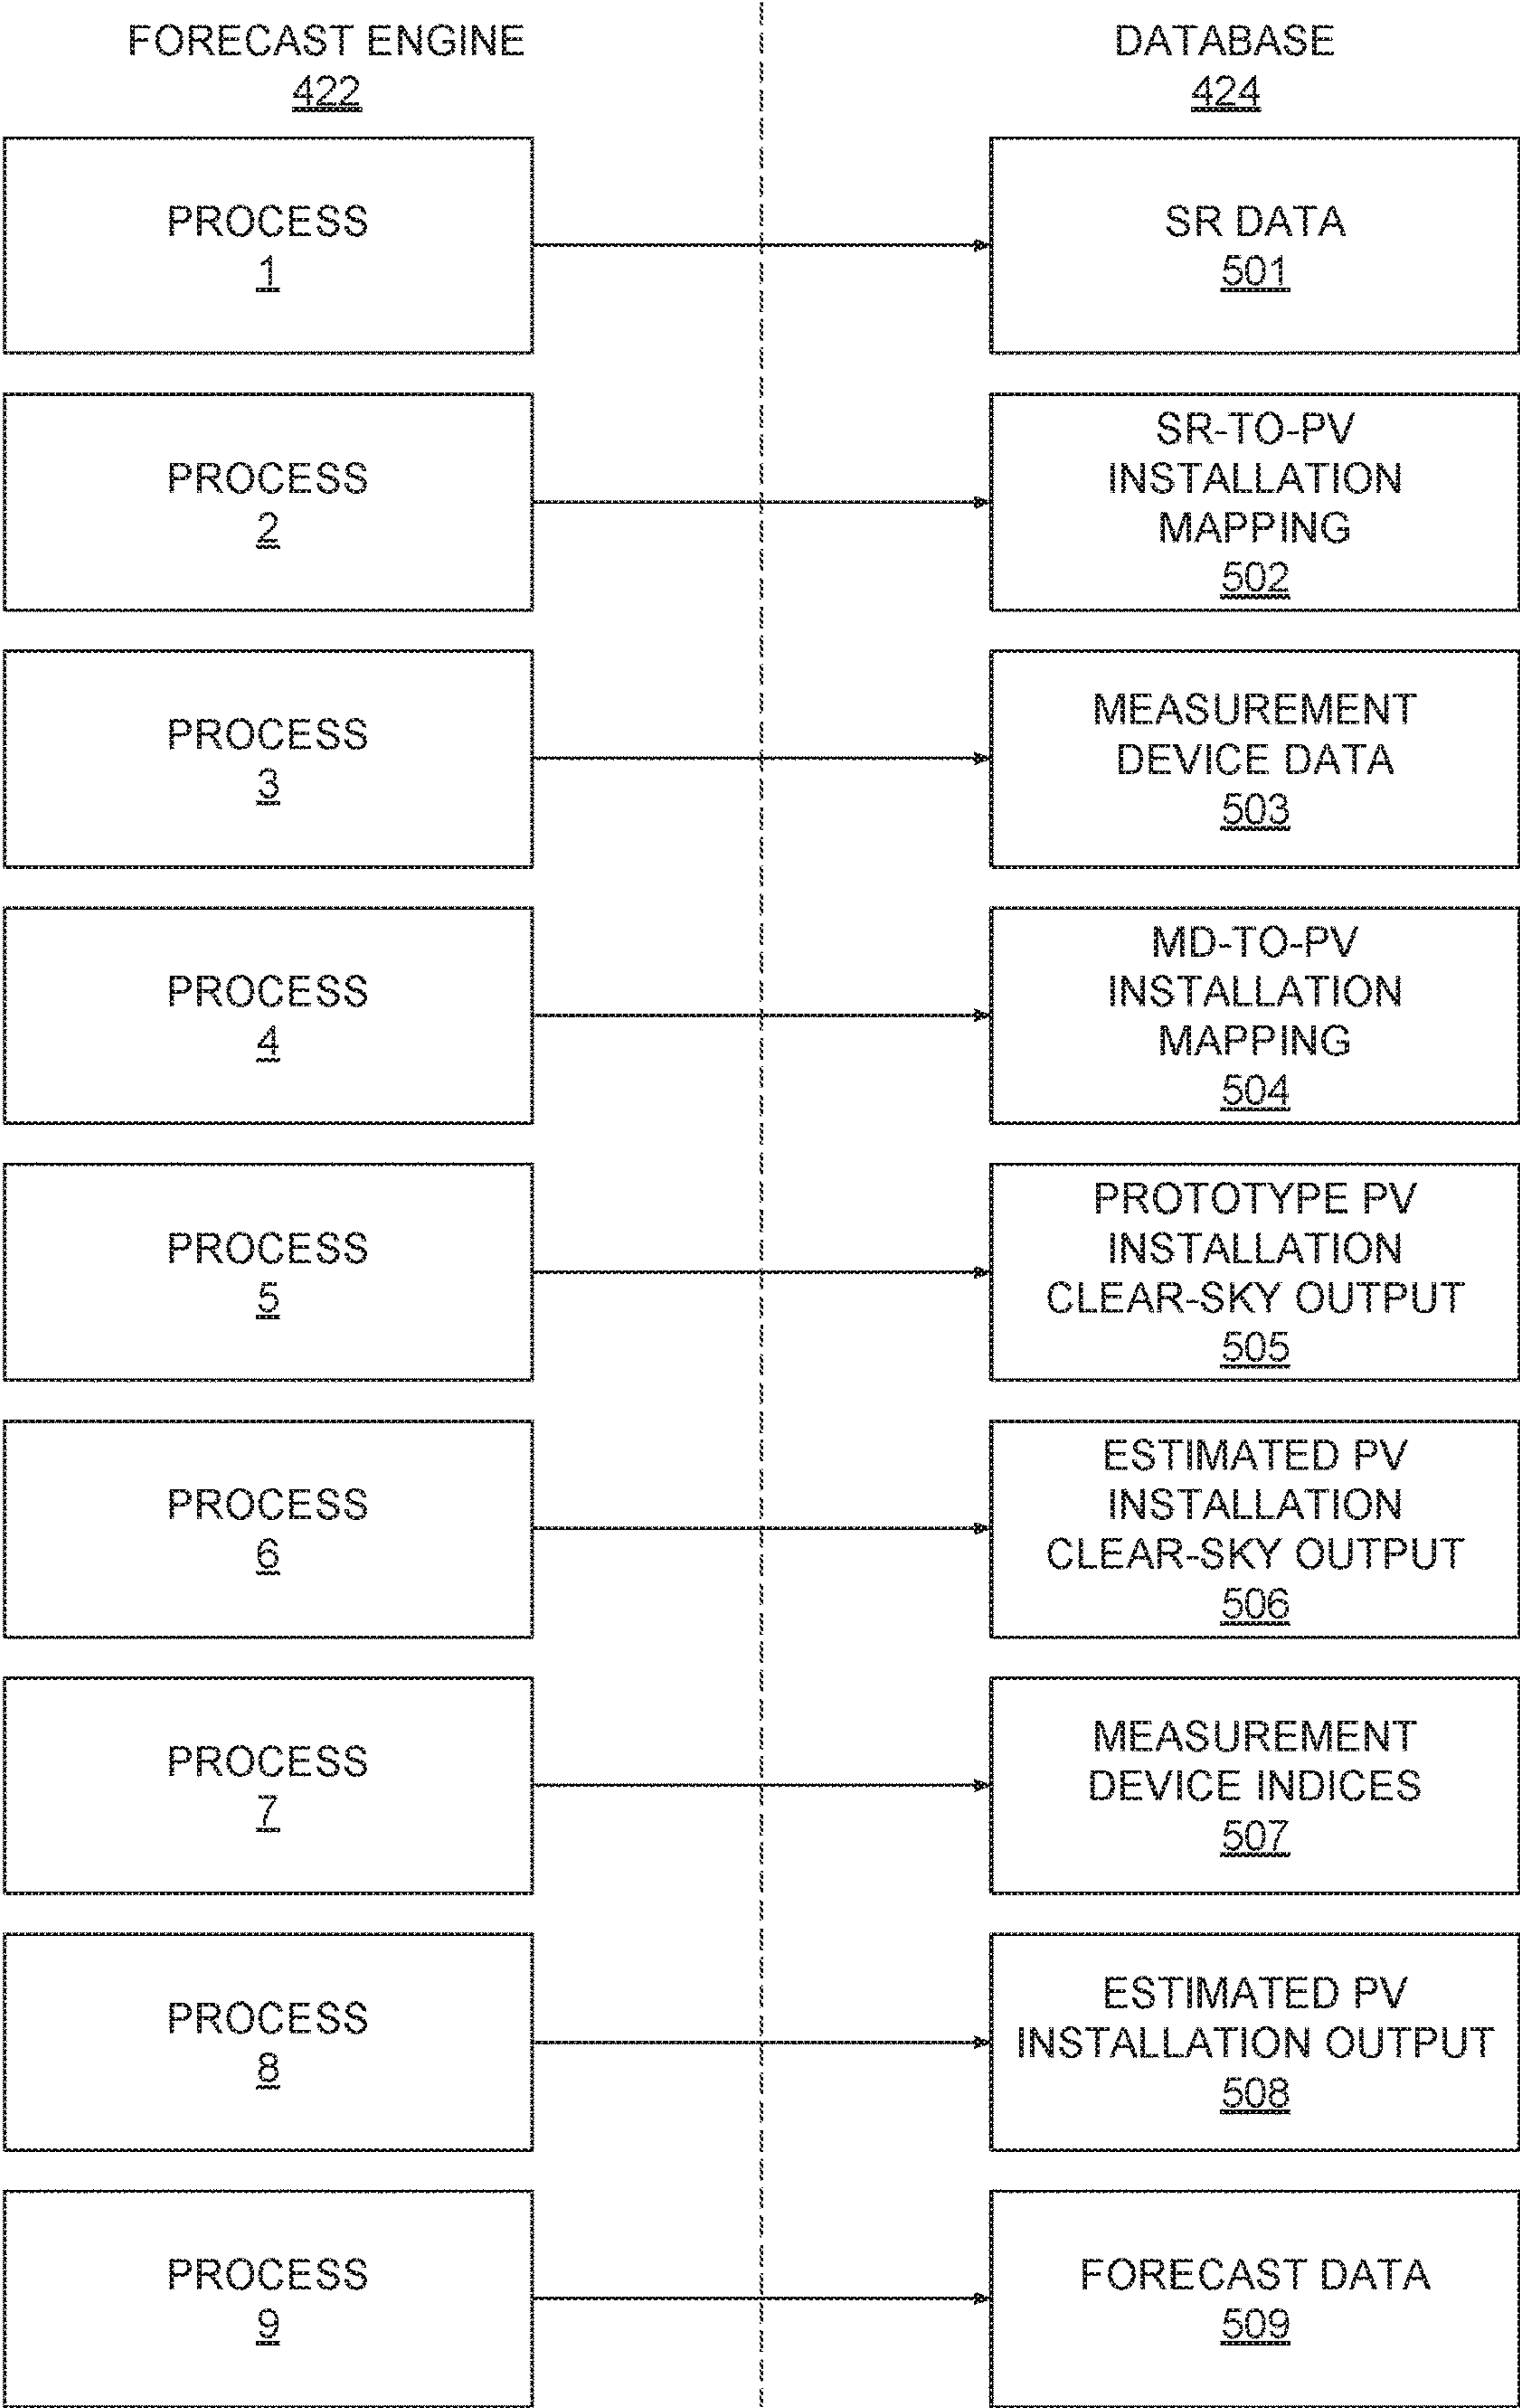 FORECAST ENGINE
422
DATABASE
424
PROCESS
1
SR DATA
501
PROCESS
2
SR-TO-PV
INSTALLATION
MAPPING
502
PROCESS
3
MEASUREMENT
DEVICE DATA
503
PROCESS
4
MD-TO-PV
INSTALLATION
MAPPING
504
PROCESS
5
PROTOTYPE PV
INSTALLATION
CLEAR-SKY OUTPUT
505
PROCESS
6
ESTIMATED PV
INSTALLATION
CLEAR-SKY OUTPUT
506
PROCESS
7
MEASUREMENT
DEVICE INDICES
507
PROCESS
8
ESTIMATED PV
INSTALLATION OUTPUT
508
PROCESS
9
FORECAST DATA
509